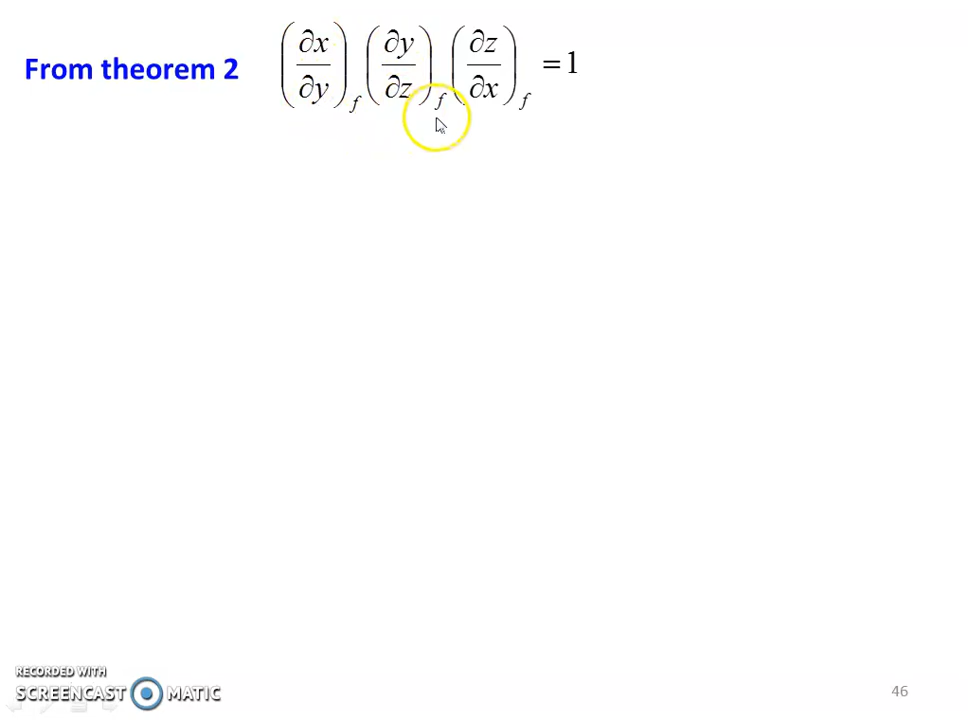 From theorem 2 (∂x/∂y)_f (∂y/∂z)_f (∂z/∂x)_f = 1
RECORDED WITH
SCREENCAST MATIC
46